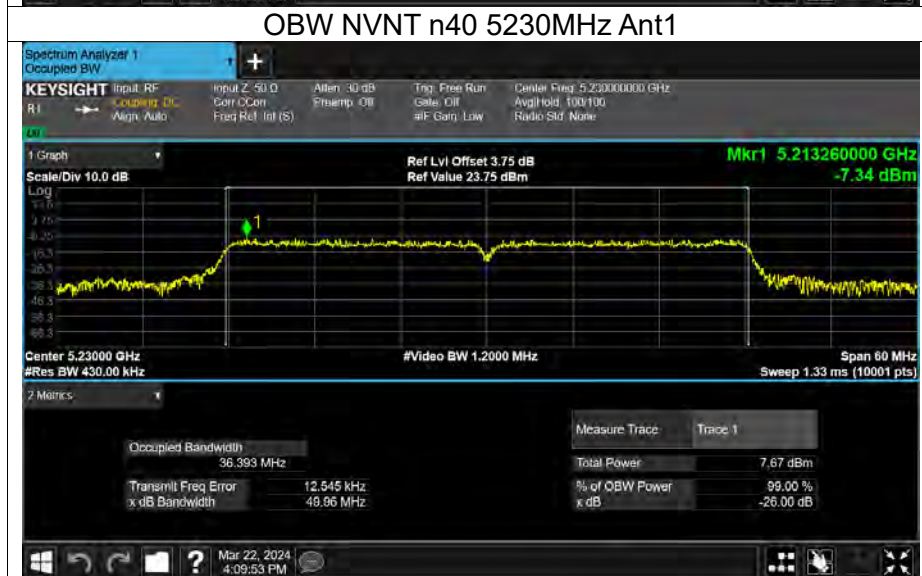 OBW NVNT n40 5230MHz Ant1
Spectrum Analyzer 1
Occupied BW
KEYSIGHT Input: RF
Coupling: DC
Align: Auto
Input Z: 50 Ω
Corr CCorr
Freq Ref: Int (S)
Atten: 30 dB
Preamp: Off
Trig: Free Run
Gate: Off
#IF Gain: Low
Center Freq: 5.230000000 GHz
Avg|Hold: 100/100
Radio Std: None
1 Graph
Scale/Div 10.0 dB
Ref Lvl Offset 3.75 dB
Ref Value 23.75 dBm
Mkr1 5.213260000 GHz
-7.34 dBm
Log
1
Center 5.23000 GHz
#Res BW 430.00 kHz
#Video BW 1.2000 MHz
Span 60 MHz
Sweep 1.33 ms (10001 pts)
2 Metrics
Occupied Bandwidth
36.393 MHz
Transmit Freq Error 12.545 kHz
x dB Bandwidth 49.96 MHz
Measure Trace Trace 1
Total Power 7.67 dBm
% of OBW Power 99.00 %
x dB -26.00 dB
Mar 22, 2024
4:09:53 PM